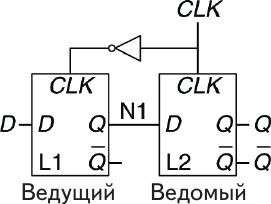 CLK
CLK CLK
D D Q N1 D Q Q
L1 Q̅ L2 Q̅ Q̅
Ведущий Ведомый